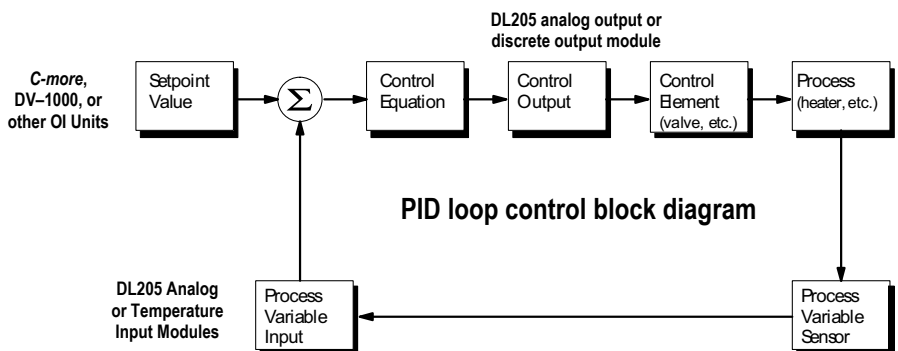 DL205 analog output or
discrete output module
C-more,
DV–1000, or
other OI Units
Setpoint
Value
Σ
Control
Equation
Control
Output
Control
Element
(valve, etc.)
Process
(heater, etc.)
PID loop control block diagram
DL205 Analog
or Temperature
Input Modules
Process
Variable
Input
Process
Variable
Sensor